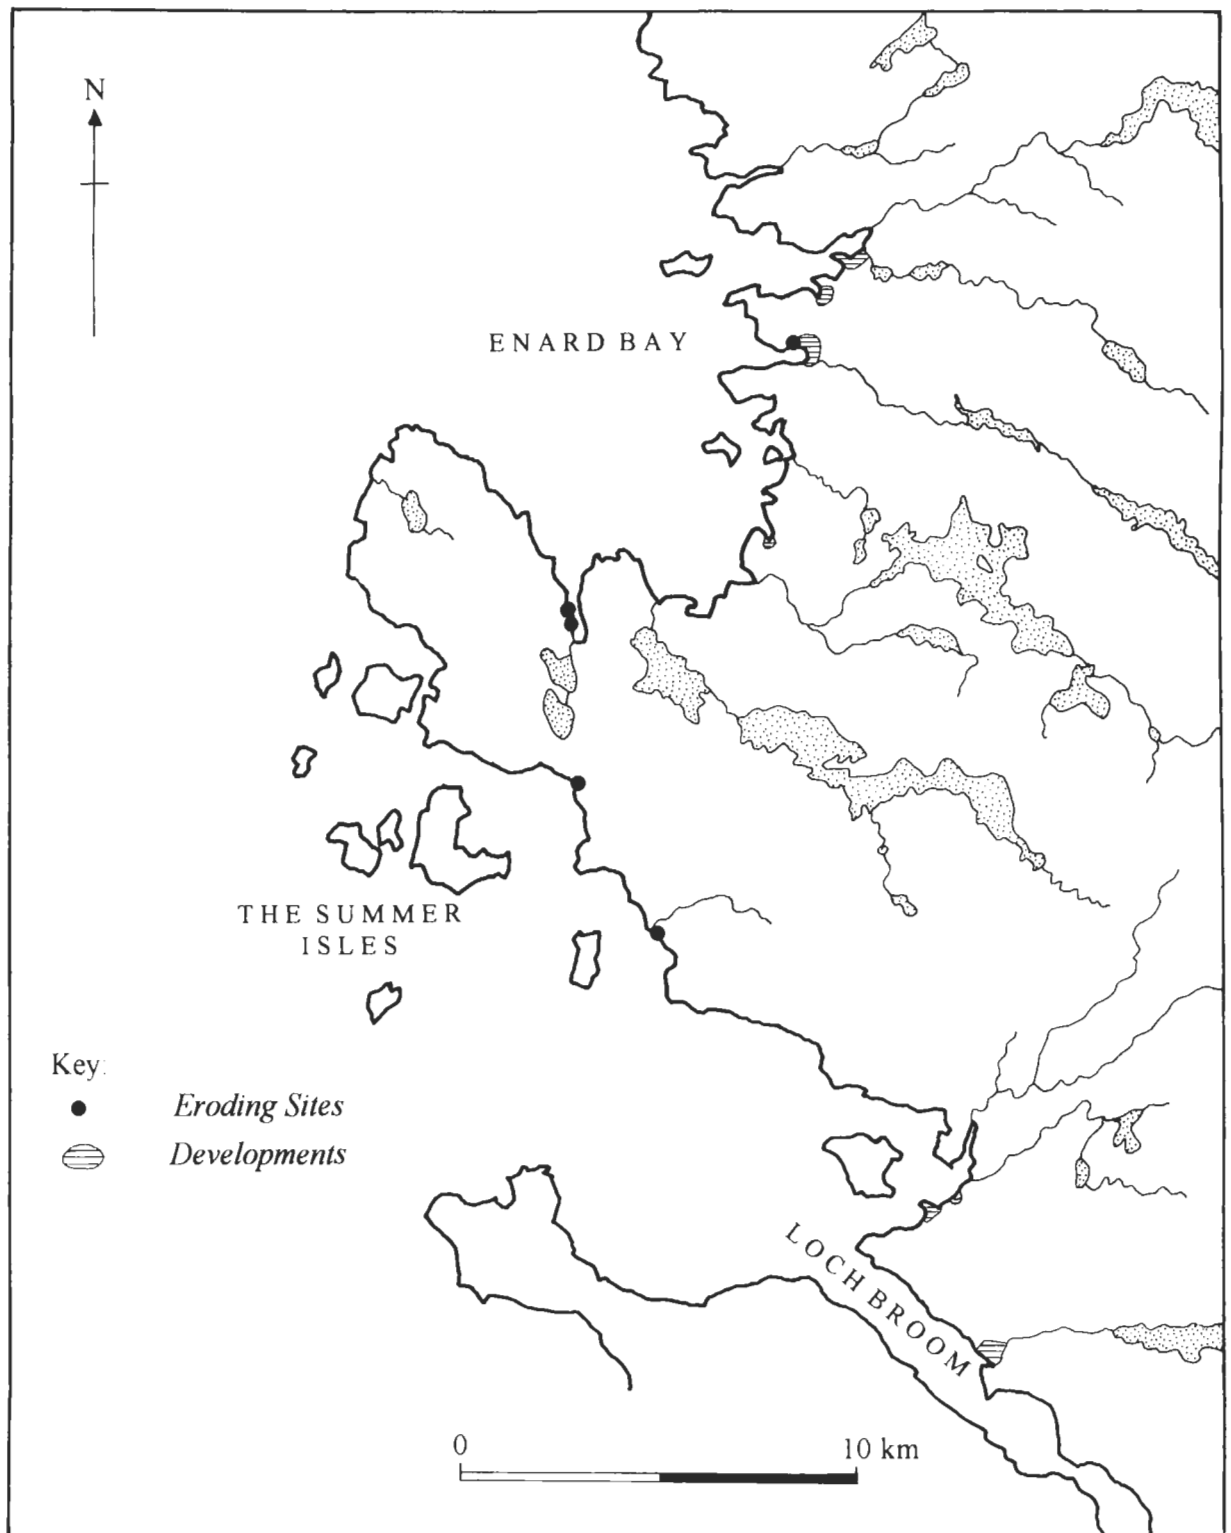 N
ENARD BAY
THE SUMMER
ISLES
Key:
Eroding Sites
Developments
LOCH BROOM
0 10 km